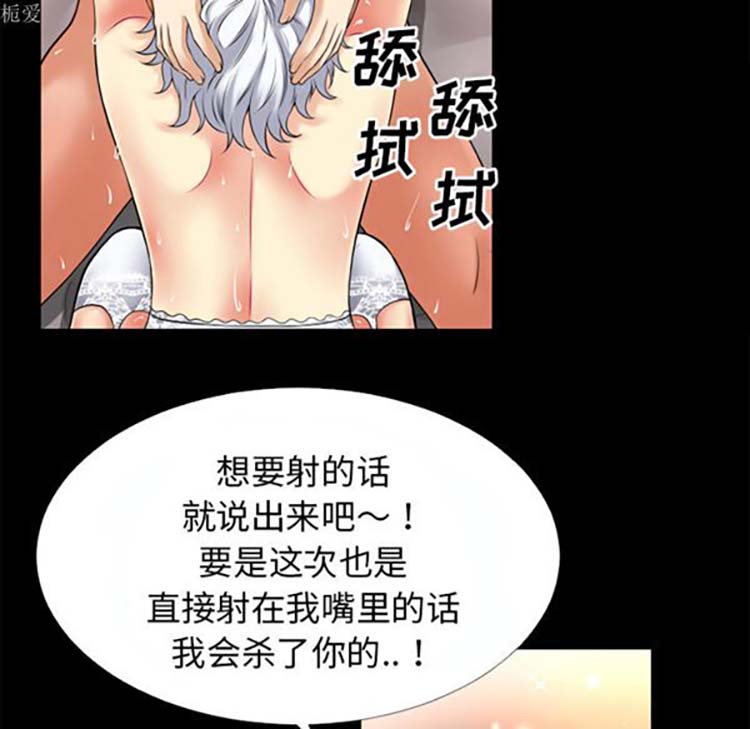 栀爱
舔
拭
舔
拭
想要射的话
就说出来吧～！
要是这次也是
直接射在我嘴里的话
我会杀了你的..！